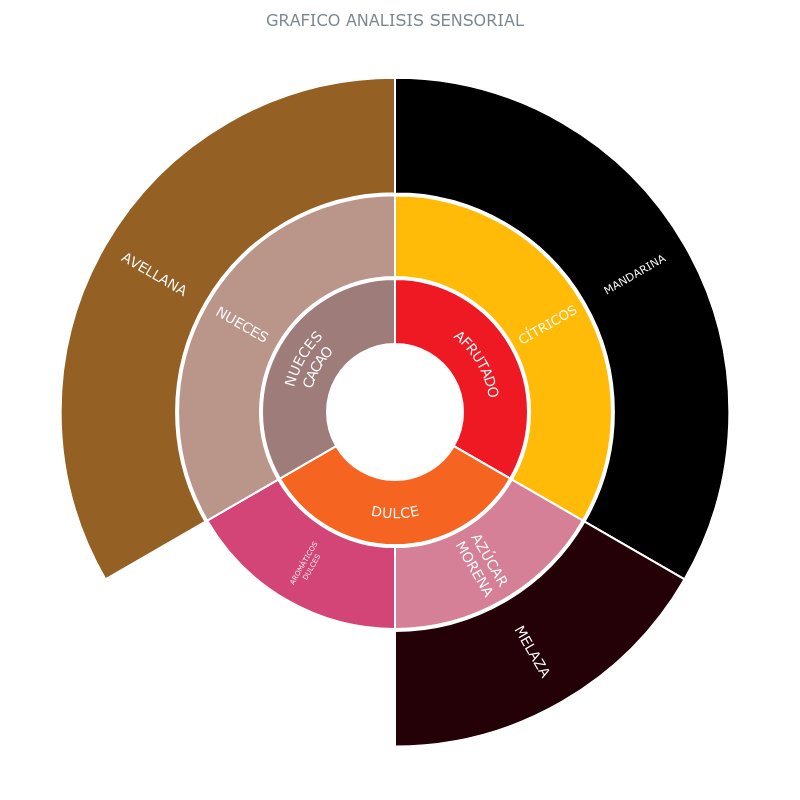 GRAFICO ANALISIS SENSORIAL
AVELLANA
NUECES
NUECES
CACAO
AFRUTADO
CÍTRICOS
MANDARINA
DULCE
AROMÁTICOS
DULCES
AZÚCAR
MORENA
MELAZA